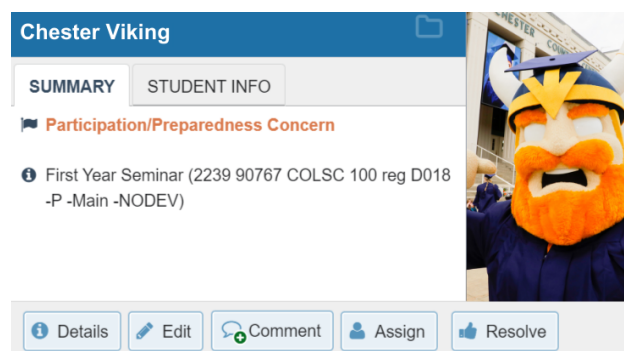 Chester Viking
SUMMARY
STUDENT INFO
Participation/Preparedness Concern
First Year Seminar (2239 90767 COLSC 100 reg D018
-P -Main -NODEV)
Details
Edit
Comment
Assign
Resolve